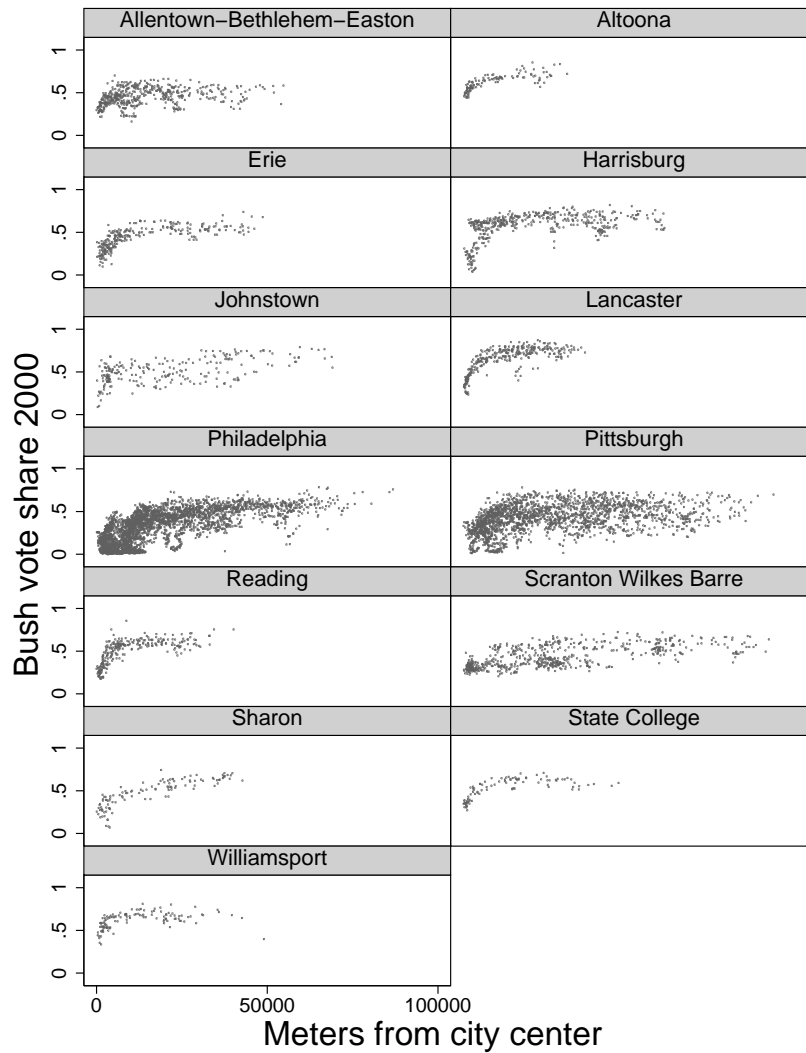 Allentown−Bethlehem−Easton
Altoona
0 .5 1
Erie
Harrisburg
0 .5 1
Johnstown
Lancaster
0 .5 1
Philadelphia
Pittsburgh
0 .5 1
Reading
Scranton Wilkes Barre
0 .5 1
Sharon
State College
0 .5 1
Williamsport
0 .5 1
0 50000 100000
Bush vote share 2000
Meters from city center